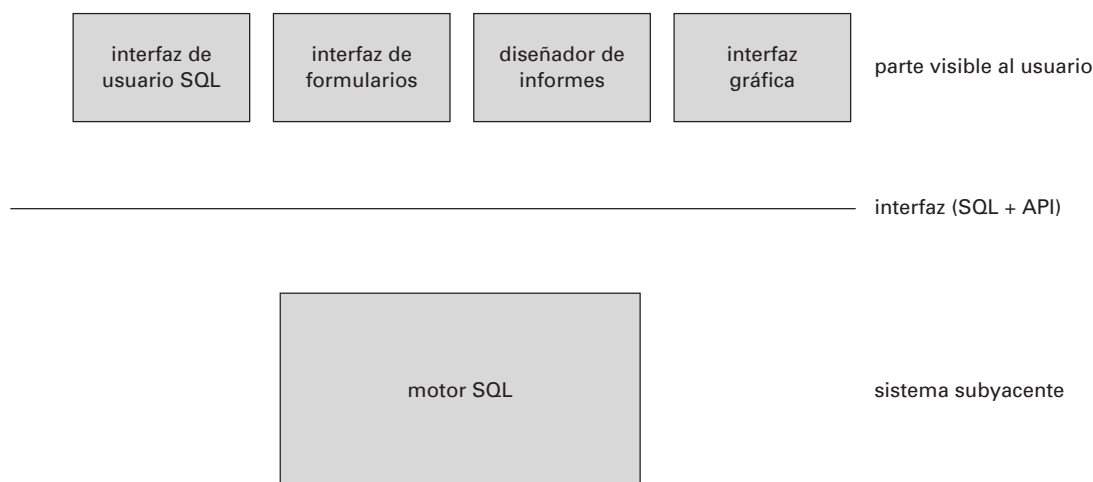 interfaz de
usuario SQL
interfaz de
formularios
diseñador de
informes
interfaz
gráfica
parte visible al usuario
interfaz (SQL + API)
motor SQL
sistema subyacente